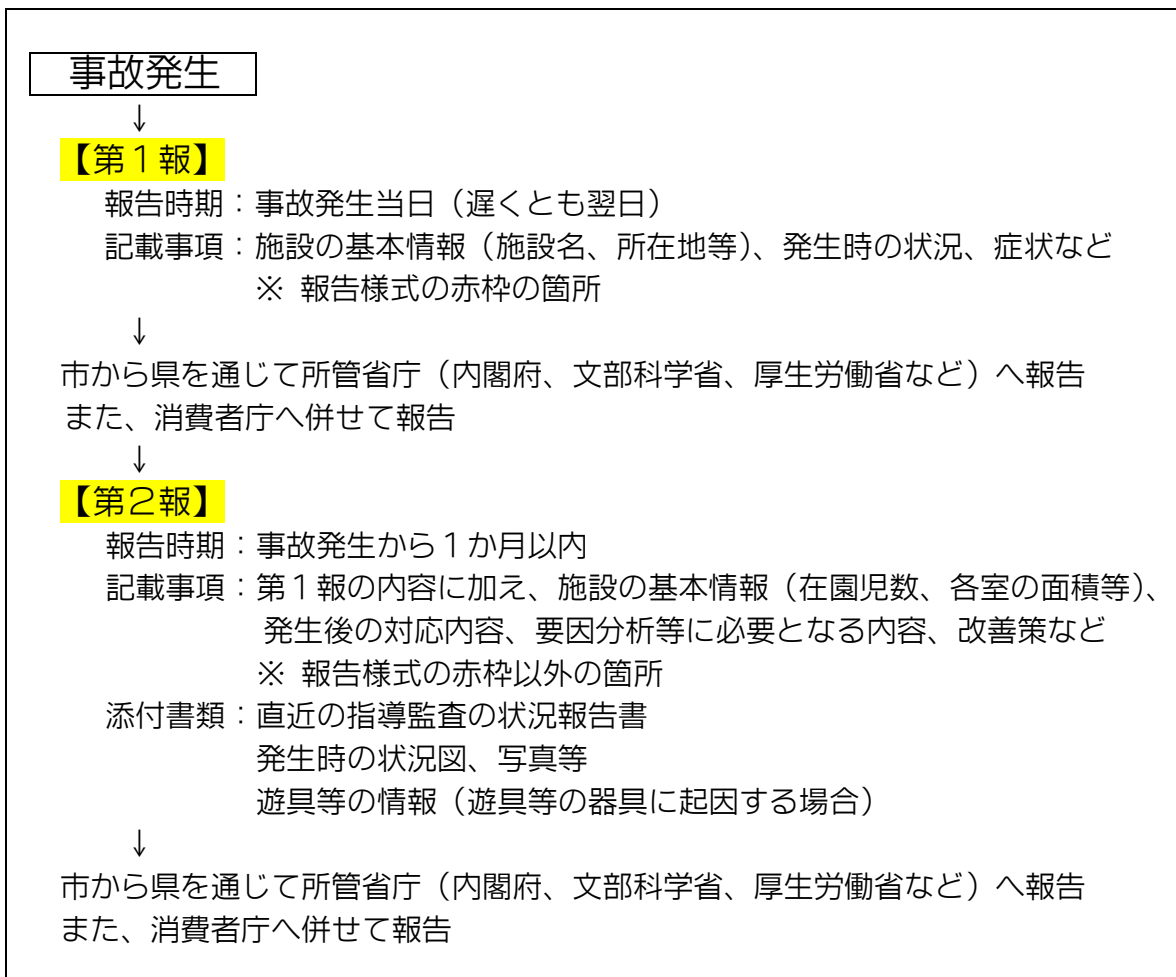 事故発生
↓
【第１報】
報告時期：事故発生当日（遅くとも翌日）
記載事項：施設の基本情報（施設名、所在地等）、発生時の状況、症状など
※ 報告様式の赤枠の箇所
↓
市から県を通じて所管省庁（内閣府、文部科学省、厚生労働省など）へ報告
また、消費者庁へ併せて報告
↓
【第２報】
報告時期：事故発生から１か月以内
記載事項：第１報の内容に加え、施設の基本情報（在園児数、各室の面積等）、
発生後の対応内容、要因分析等に必要となる内容、改善策など
※ 報告様式の赤枠以外の箇所
添付書類：直近の指導監査の状況報告書
発生時の状況図、写真等
遊具等の情報（遊具等の器具に起因する場合）
↓
市から県を通じて所管省庁（内閣府、文部科学省、厚生労働省など）へ報告
また、消費者庁へ併せて報告